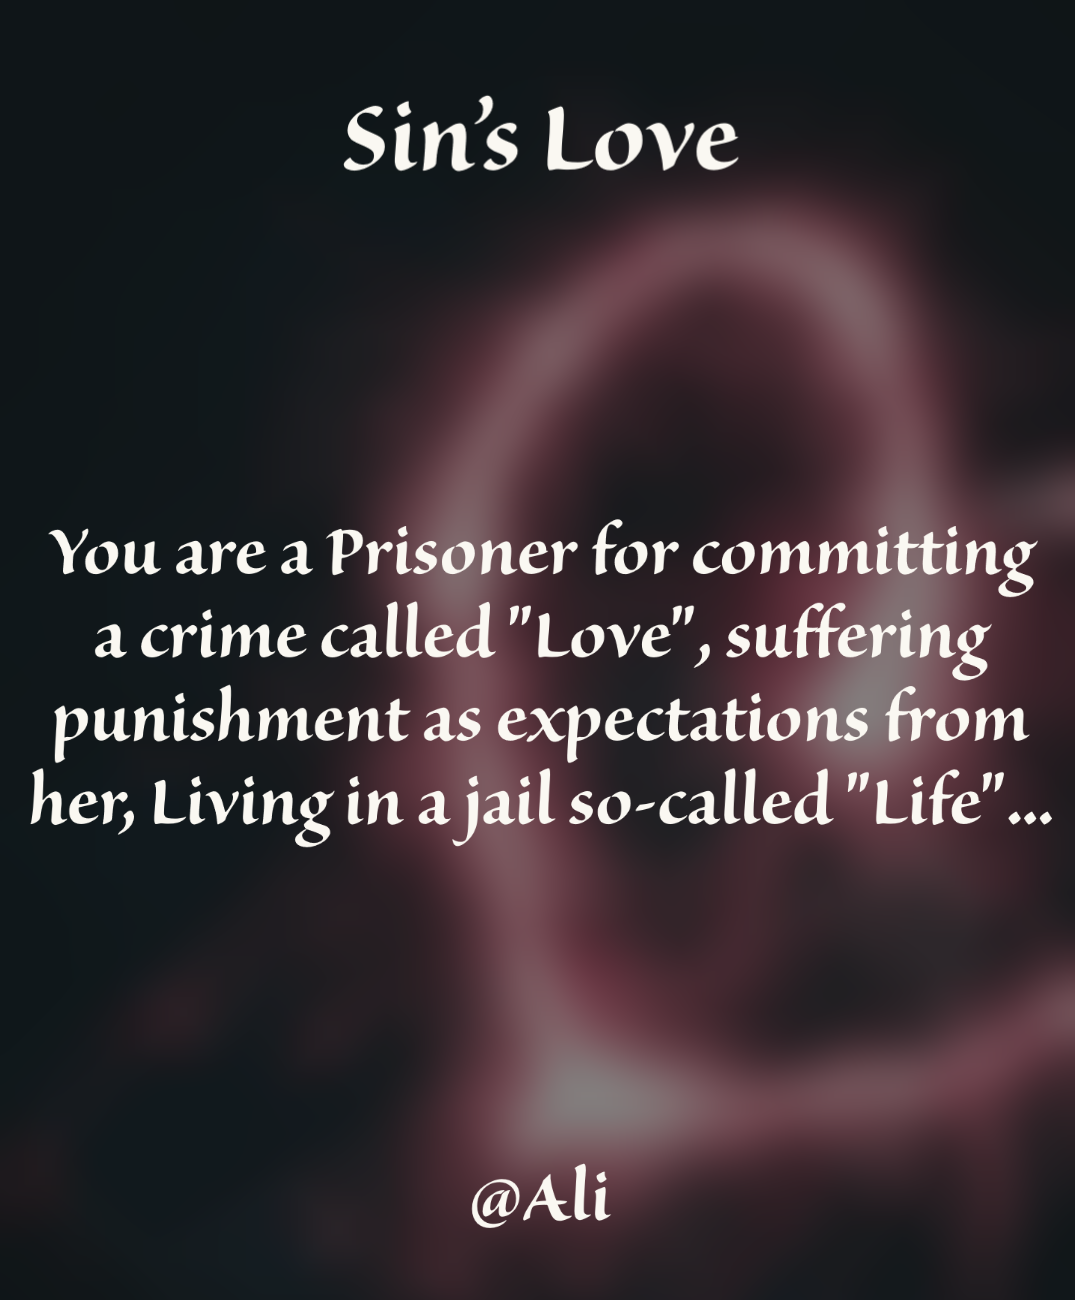 Sin’s Love
You are a Prisoner for committing
a crime called "Love", suffering
punishment as expectations from
her, Living in a jail so-called "Life"...
@Ali